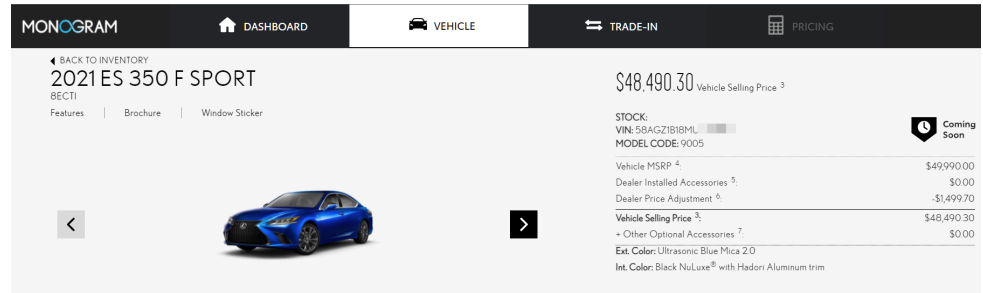 MONOGRAM
DASHBOARD
VEHICLE
TRADE-IN
PRICING
BACK TO INVENTORY
2021 ES 350 F SPORT
8ECTI
Features | Brochure | Window Sticker
$48,490.30 Vehicle Selling Price 3
STOCK:
VIN: 58AGZ1B18MU
MODEL CODE: 9005
Coming
Soon
Vehicle MSRP 4: $49,990.00
Dealer Installed Accessories 5: $0.00
Dealer Price Adjustment 6: -$1,499.70
Vehicle Selling Price 3: $48,490.30
+ Other Optional Accessories 7: $0.00
Ext. Color: Ultrasonic Blue Mica 2.0
Int. Color: Black NuLuxe® with Hadori Aluminum trim